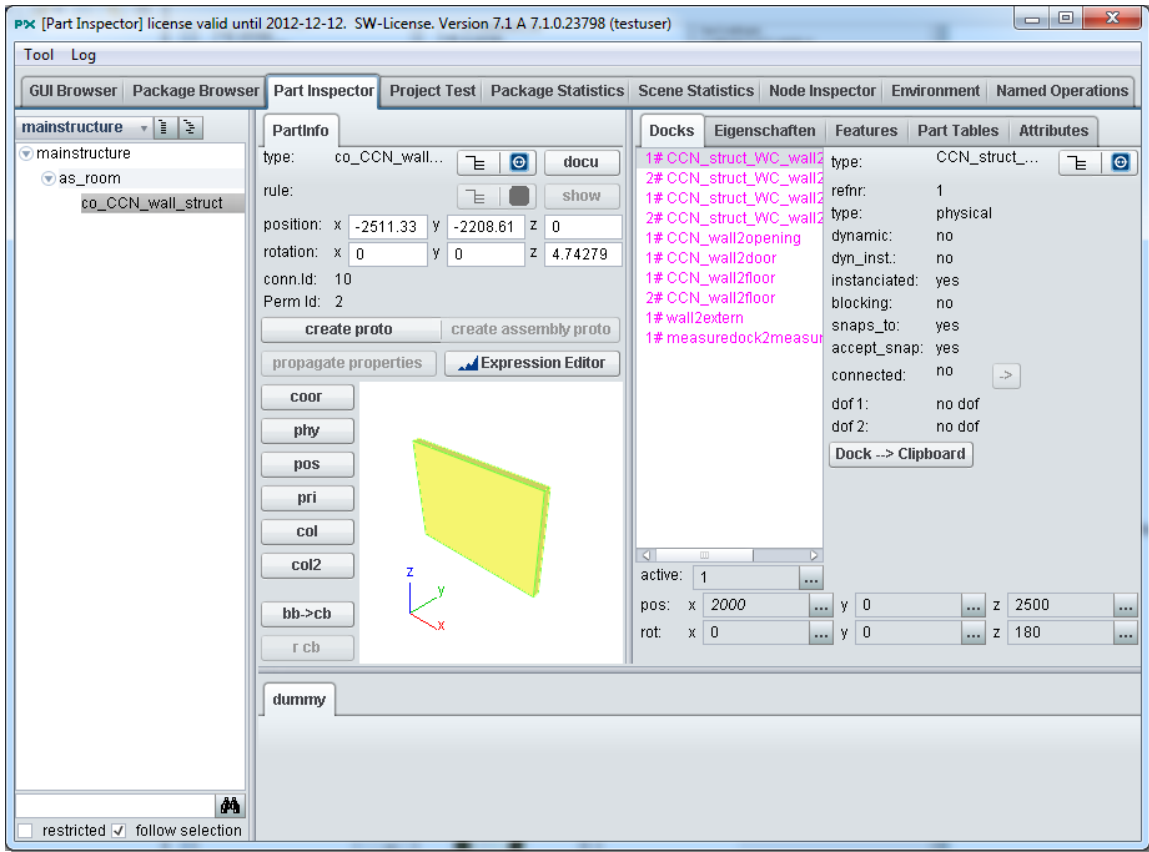 PX [Part Inspector] license valid until 2012-12-12. SW-License. Version 7.1 A 7.1.0.23798 (testuser)
Tool Log
GUI Browser Package Browser Part Inspector Project Test Package Statistics Scene Statistics Node Inspector Environment Named Operations
mainstructure
mainstructure
as_room
co_CCN_wall_struct
restricted follow selection
PartInfo
type: co_CCN_wall... docu
rule: show
position: x -2511.33 y -2208.61 z 0
rotation: x 0 y 0 z 4.74279
conn.Id: 10
Perm Id: 2
create proto create assembly proto
propagate properties Expression Editor
coor
phy
pos
pri
col
col2
bb->cb
r cb
z
y
x
Docks Eigenschaften Features Part Tables Attributes
1# CCN_struct_WC_wall2
2# CCN_struct_WC_wall2
1# CCN_struct_WC_wall2
2# CCN_struct_WC_wall2
1# CCN_wall2opening
1# CCN_wall2door
1# CCN_wall2floor
2# CCN_wall2floor
1# wall2extern
1# measuredock2measur
type: CCN_struct_...
refnr: 1
type: physical
dynamic: no
dyn_inst.: no
instanciated: yes
blocking: no
snaps_to: yes
accept_snap: yes
connected: no ->
dof 1: no dof
dof 2: no dof
Dock --> Clipboard
active: 1 ...
pos: x 2000 ... y 0 ... z 2500 ...
rot: x 0 ... y 0 ... z 180 ...
dummy